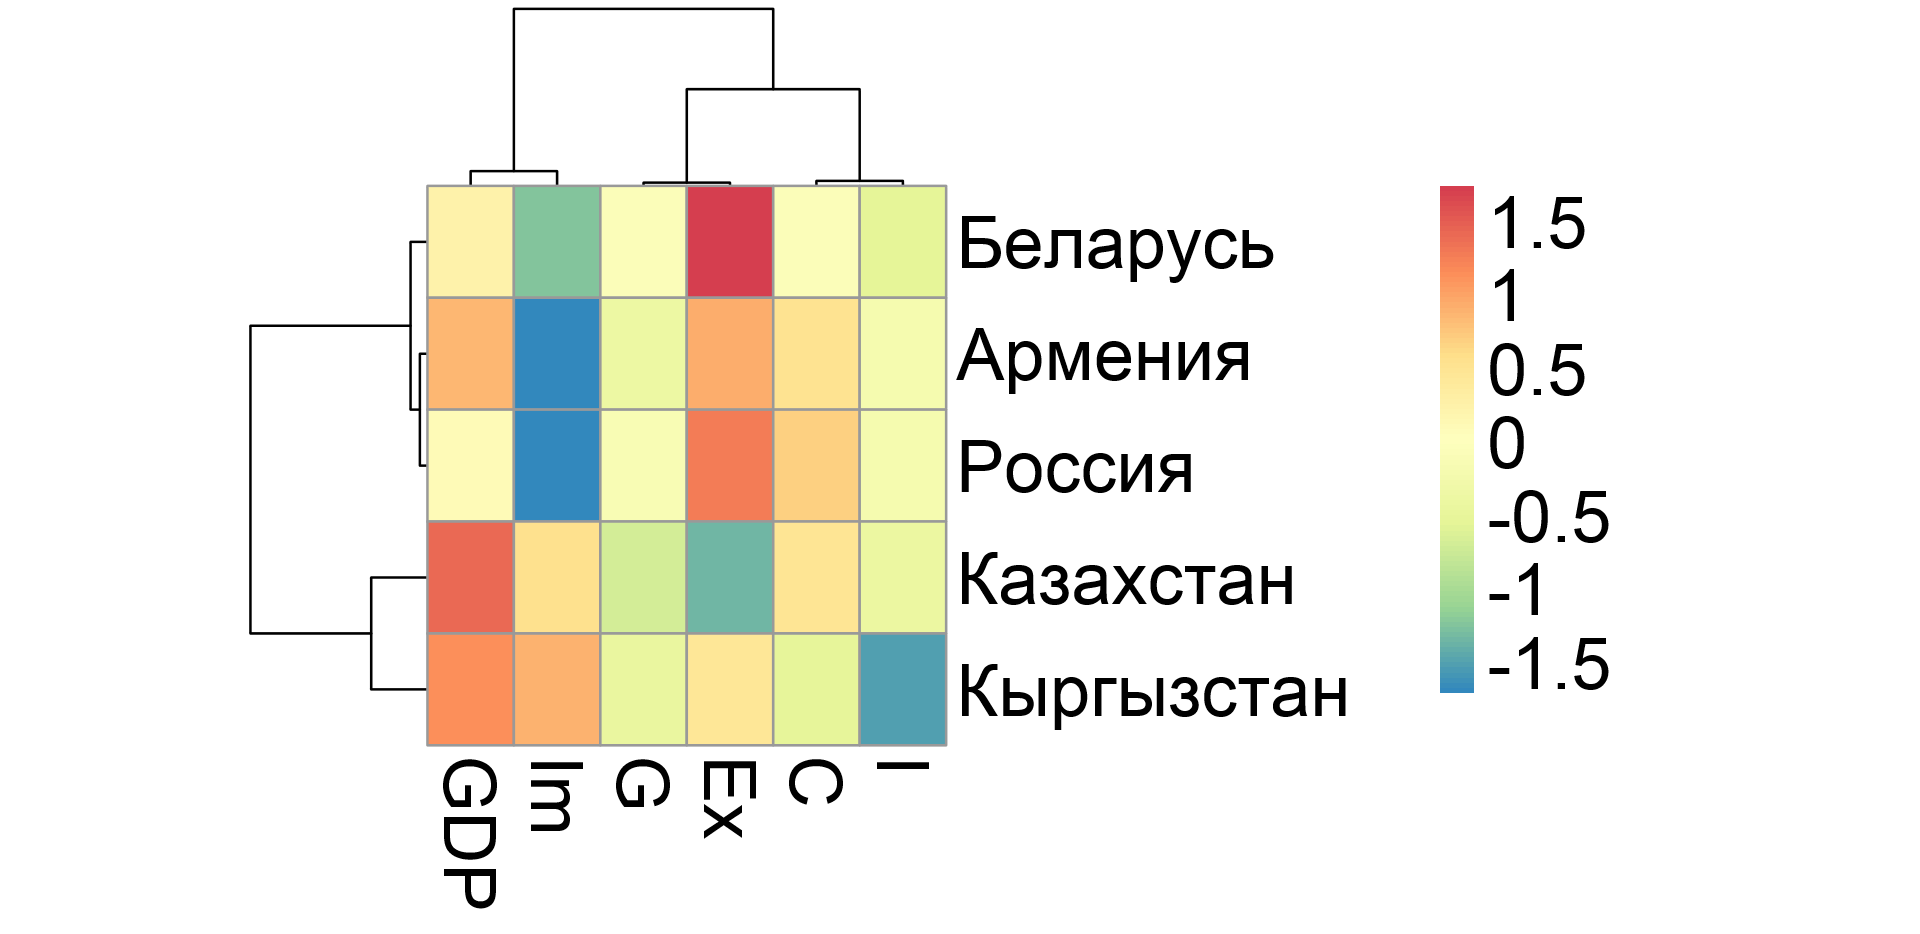 Беларусь
Армения
Россия
Казахстан
Кыргызстан
GDP
Im
G
Ex
C
I
1.5
1
0.5
0
-0.5
-1
-1.5